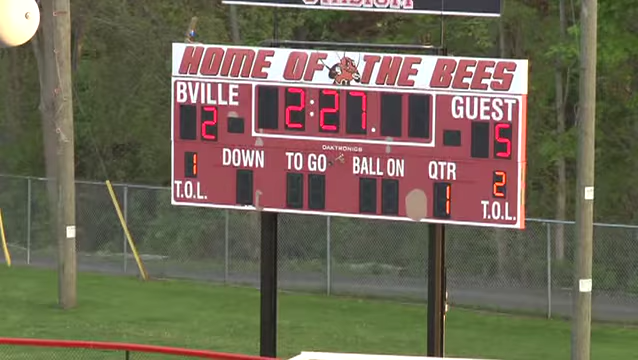 STADIUM
HOME OF THE BEES
BVILLE 2:27 GUEST
2 5
DAKTRONICS
1 DOWN TO GO BALL ON QTR 2
T.O.L. 1 T.O.L.